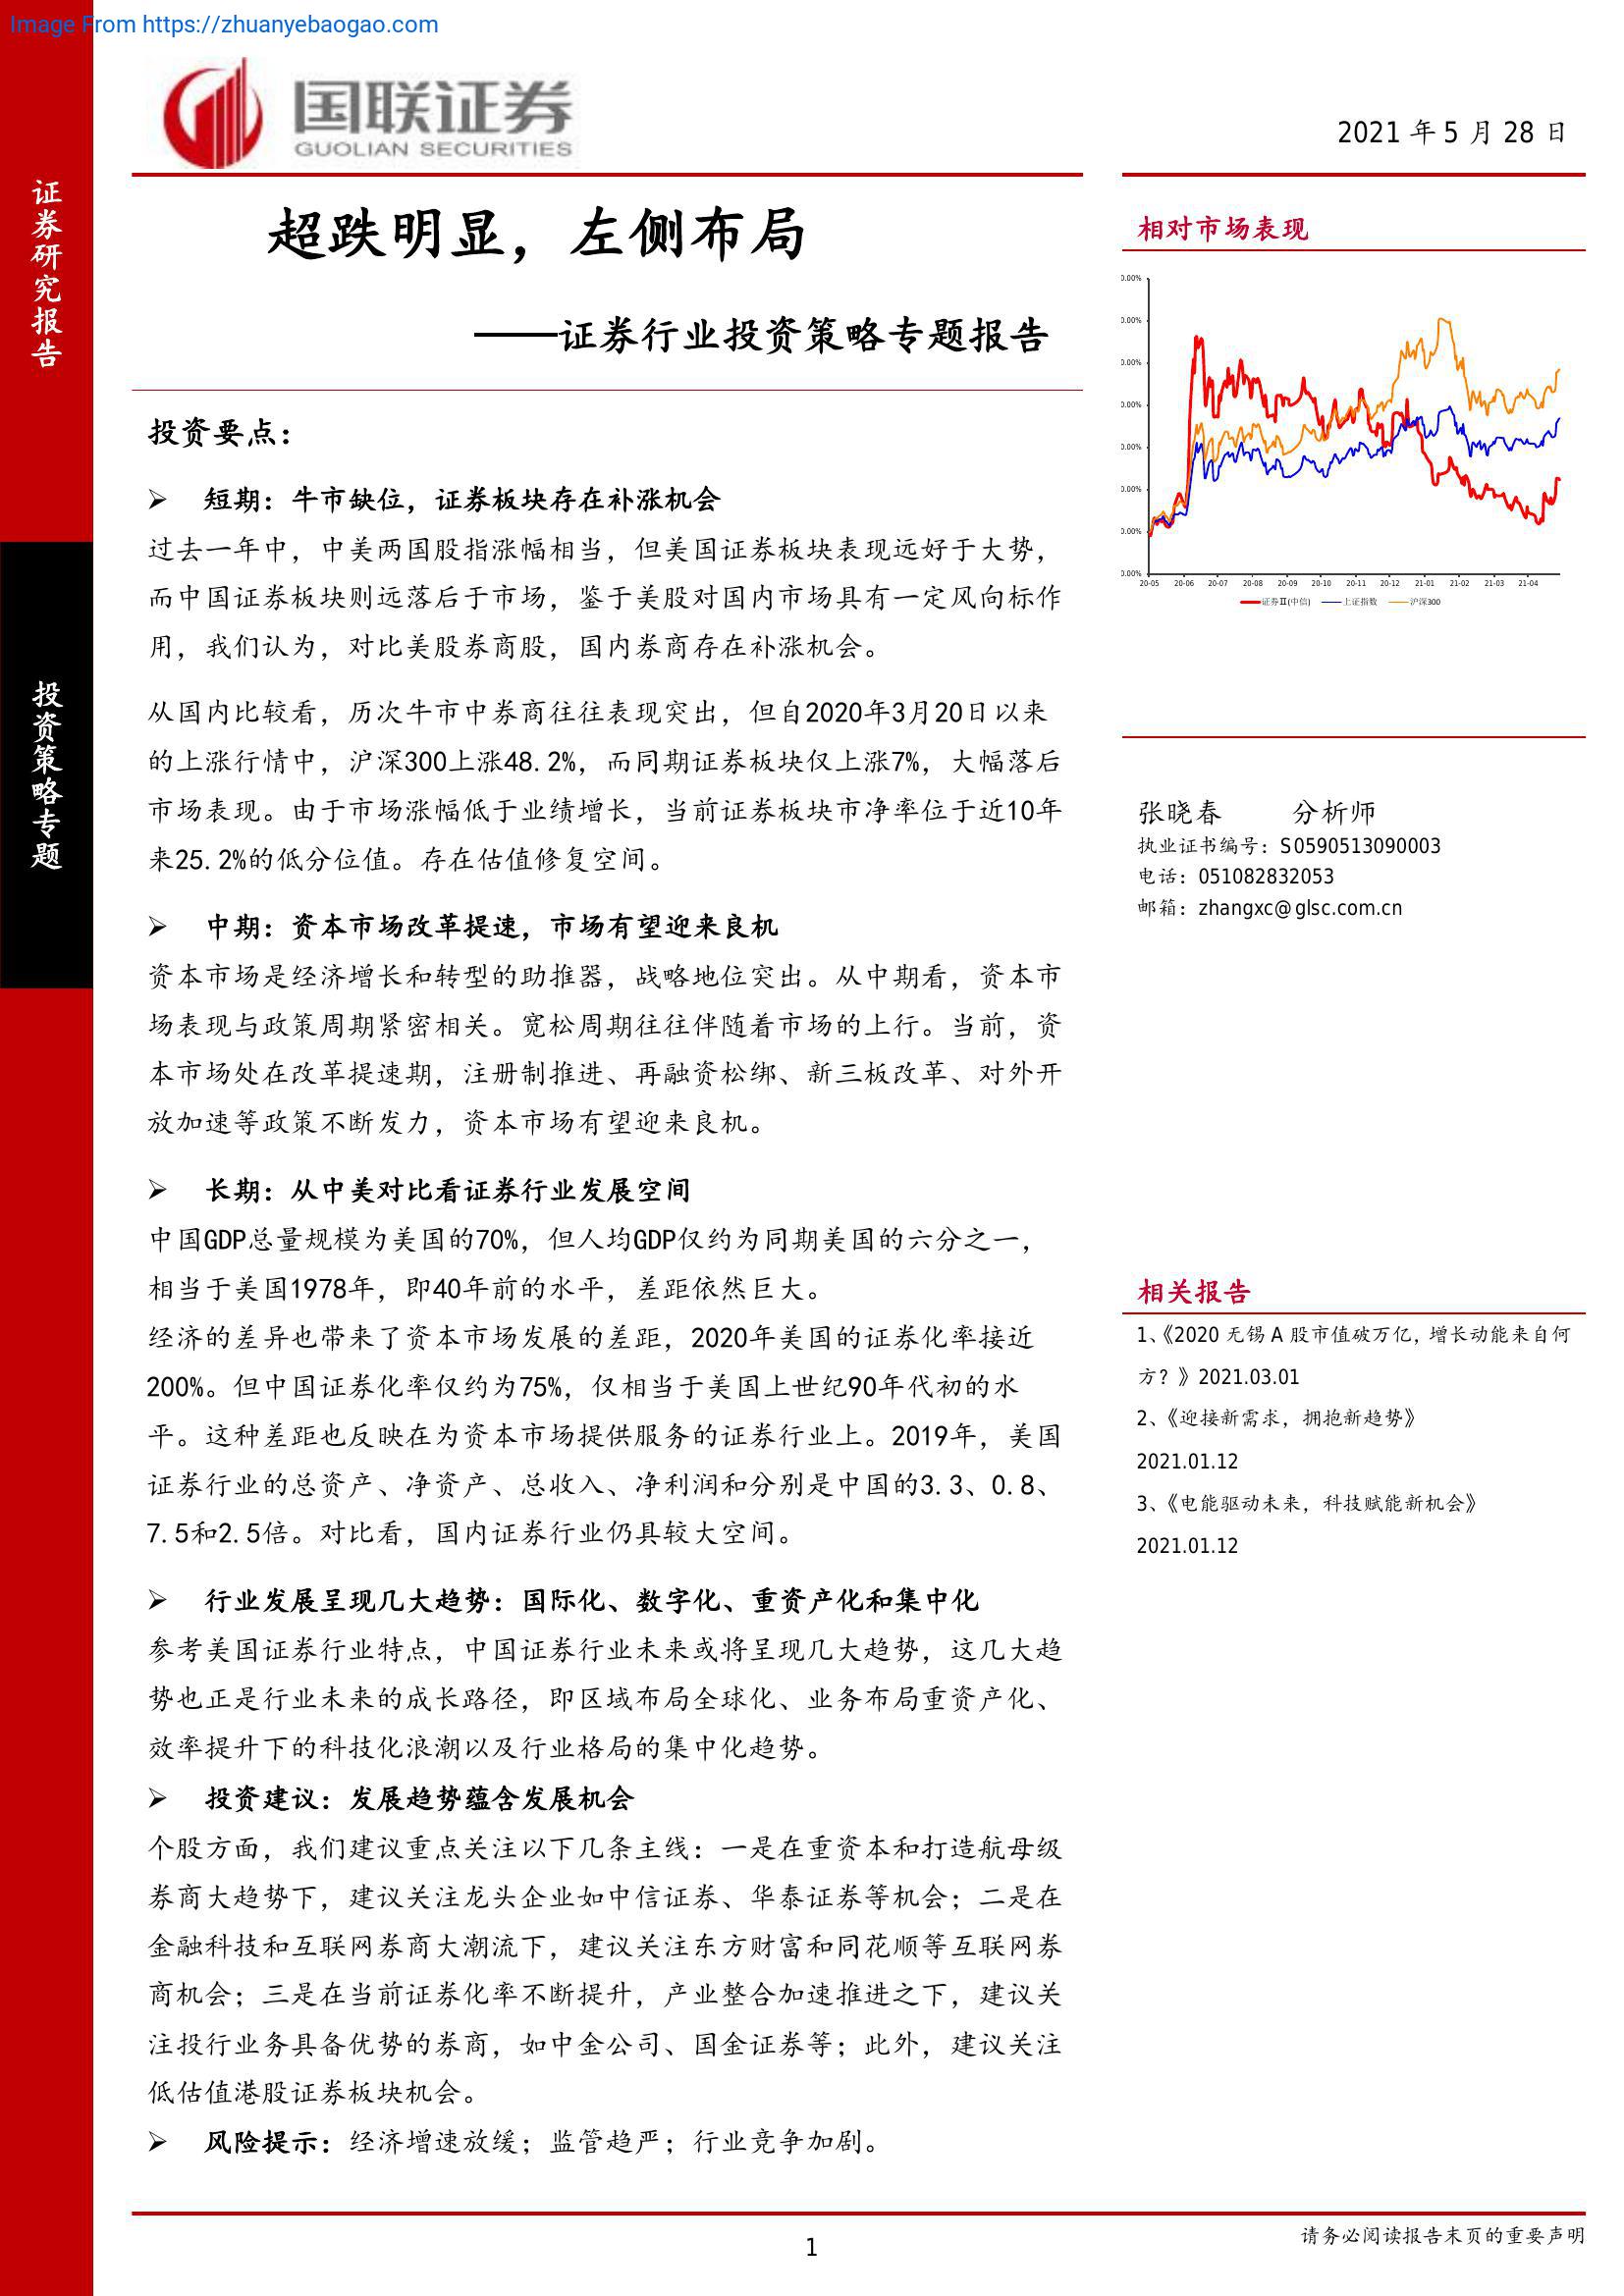 Image From https://zhuanyebaogao.com
国联证券
GUOLIAN SECURITIES
2021 年 5 月 28 日
证券研究报告
投资策略专题
超跌明显，左侧布局
——证券行业投资策略专题报告
投资要点：
➢ 短期：牛市缺位，证券板块存在补涨机会
过去一年中，中美两国股指涨幅相当，但美国证券板块表现远好于大势，
而中国证券板块则远落后于市场，鉴于美股对国内市场具有一定风向标作
用，我们认为，对比美股券商股，国内券商存在补涨机会。
从国内比较看，历次牛市中券商往往表现突出，但自2020年3月20日以来
的上涨行情中，沪深300上涨48.2%，而同期证券板块仅上涨7%，大幅落后
市场表现。由于市场涨幅低于业绩增长，当前证券板块市净率位于近10年
来25.2%的低分位值。存在估值修复空间。
➢ 中期：资本市场改革提速，市场有望迎来良机
资本市场是经济增长和转型的助推器，战略地位突出。从中期看，资本市
场表现与政策周期紧密相关。宽松周期往往伴随着市场的上行。当前，资
本市场处在改革提速期，注册制推进、再融资松绑、新三板改革、对外开
放加速等政策不断发力，资本市场有望迎来良机。
➢ 长期：从中美对比看证券行业发展空间
中国GDP总量规模为美国的70%，但人均GDP仅约为同期美国的六分之一，
相当于美国1978年，即40年前的水平，差距依然巨大。
经济的差异也带来了资本市场发展的差距，2020年美国的证券化率接近
200%。但中国证券化率仅约为75%，仅相当于美国上世纪90年代初的水
平。这种差距也反映在为资本市场提供服务的证券行业上。2019年，美国
证券行业的总资产、净资产、总收入、净利润和分别是中国的3.3、0.8、
7.5和2.5倍。对比看，国内证券行业仍具较大空间。
➢ 行业发展呈现几大趋势：国际化、数字化、重资产化和集中化
参考美国证券行业特点，中国证券行业未来或将呈现几大趋势，这几大趋
势也正是行业未来的成长路径，即区域布局全球化、业务布局重资产化、
效率提升下的科技化浪潮以及行业格局的集中化趋势。
➢ 投资建议：发展趋势蕴含发展机会
个股方面，我们建议重点关注以下几条主线：一是在重资本和打造航母级
券商大趋势下，建议关注龙头企业如中信证券、华泰证券等机会；二是在
金融科技和互联网券商大潮流下，建议关注东方财富和同花顺等互联网券
商机会；三是在当前证券化率不断提升，产业整合加速推进之下，建议关
注投行业务具备优势的券商，如中金公司、国金证券等；此外，建议关注
低估值港股证券板块机会。
➢ 风险提示：经济增速放缓；监管趋严；行业竞争加剧。
相对市场表现
0.00%
0.00%
0.00%
0.00%
0.00%
0.00%
0.00%
0.00%
20-05 20-06 20-07 20-08 20-09 20-10 20-11 20-12 21-01 21-02 21-03 21-04
证券Ⅱ(中信) 上证指数 沪深300
张晓春 分析师
执业证书编号：S0590513090003
电话：051082832053
邮箱：zhangxc@glsc.com.cn
相关报告
1、《2020 无锡 A 股市值破万亿，增长动能来自何
方？》2021.03.01
2、《迎接新需求，拥抱新趋势》
2021.01.12
3、《电能驱动未来，科技赋能新机会》
2021.01.12
1
请务必阅读报告末页的重要声明